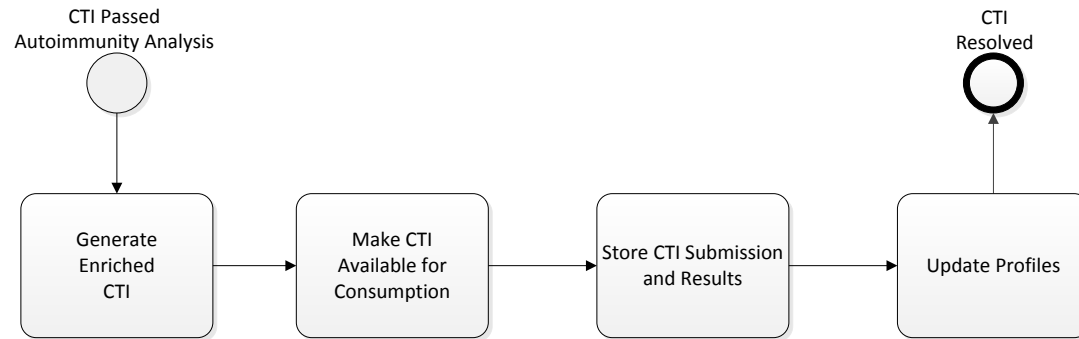 CTI Passed
Autoimmunity Analysis
CTI
Resolved
Generate
Enriched
CTI
Make CTI
Available for
Consumption
Store CTI Submission
and Results
Update Profiles